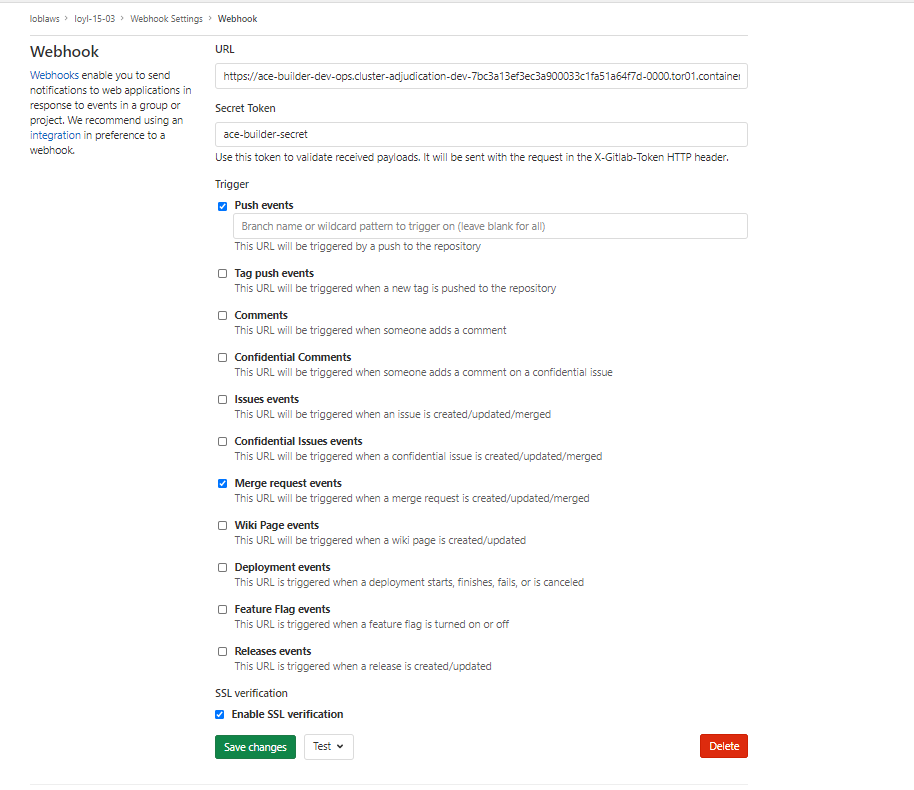 loblaws > loyl-15-03 > Webhook Settings > Webhook
Webhook
Webhooks enable you to send
notifications to web applications in
response to events in a group or
project. We recommend using an
integration in preference to a
webhook.
URL
https://ace-builder-dev-ops.cluster-adjudication-dev-7bc3a13ef3ec3a900033c1fa51a64f7d-0000.tor01.container
Secret Token
ace-builder-secret
Use this token to validate received payloads. It will be sent with the request in the X-Gitlab-Token HTTP header.
Trigger
Push events
Branch name or wildcard pattern to trigger on (leave blank for all)
This URL will be triggered by a push to the repository
Tag push events
This URL will be triggered when a new tag is pushed to the repository
Comments
This URL will be triggered when someone adds a comment
Confidential Comments
This URL will be triggered when someone adds a comment on a confidential issue
Issues events
This URL will be triggered when an issue is created/updated/merged
Confidential Issues events
This URL will be triggered when a confidential issue is created/updated/merged
Merge request events
This URL will be triggered when a merge request is created/updated/merged
Wiki Page events
This URL will be triggered when a wiki page is created/updated
Deployment events
This URL is triggered when a deployment starts, finishes, fails, or is canceled
Feature Flag events
This URL is triggered when a feature flag is turned on or off
Releases events
This URL is triggered when a release is created/updated
SSL verification
Enable SSL verification
Save changes Test Delete